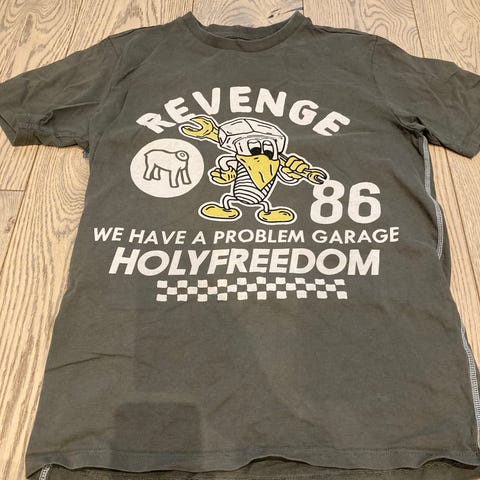 REVENGE
86
WE HAVE A PROBLEM GARAGE
HOLYFREEDOM